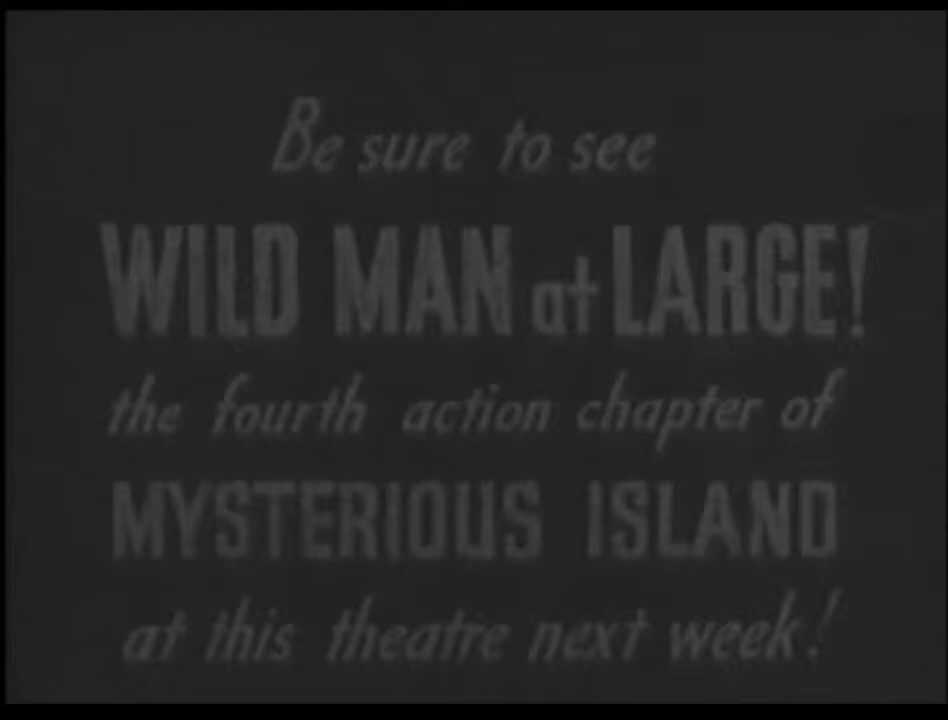 Be sure to see
WILD MAN at LARGE!
the fourth action chapter of
MYSTERIOUS ISLAND
at this theatre next week!